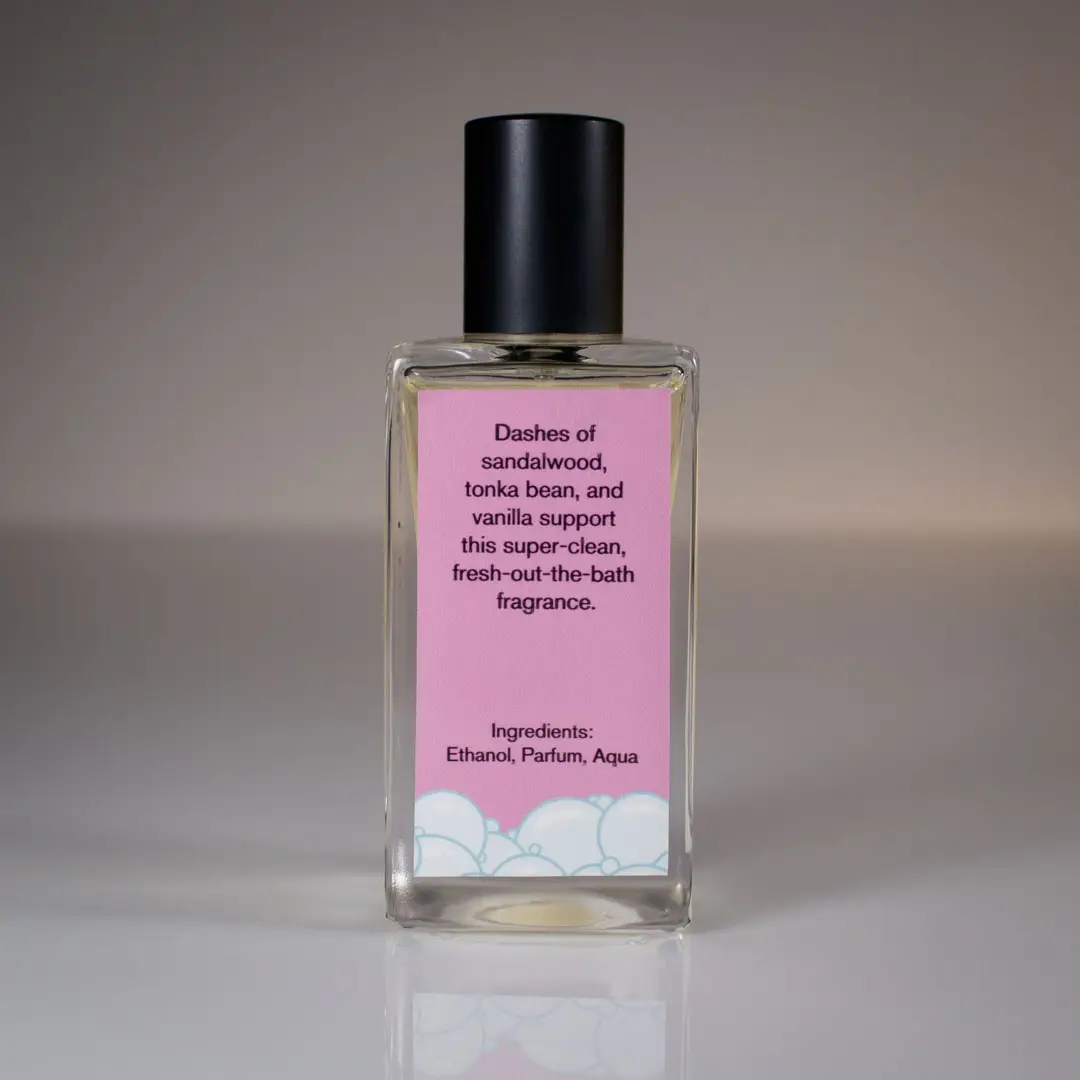 Dashes of
sandalwood,
tonka bean, and
vanilla support
this super-clean,
fresh-out-the-bath
fragrance.
Ingredients:
Ethanol, Parfum, Aqua